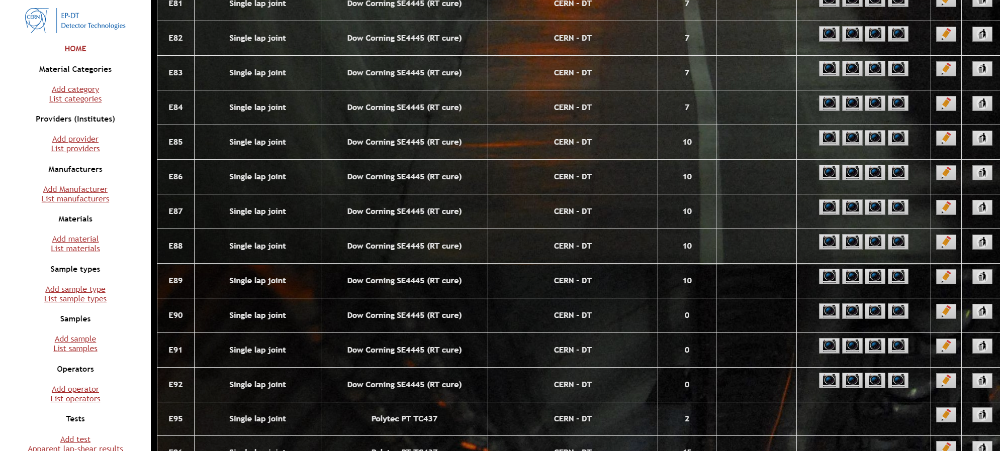 CERN
EP-DT
Detector Technologies
HOME
Material Categories
Add category
List categories
Providers (Institutes)
Add provider
List providers
Manufacturers
Add Manufacturer
List manufacturers
Materials
Add material
List materials
Sample types
Add sample type
List sample types
Samples
Add sample
List samples
Operators
Add operator
List operators
Tests
Add test
Apparent lap-shear results
E81 Single lap joint Dow Corning SE4445 (RT cure) CERN - DT 7
E82 Single lap joint Dow Corning SE4445 (RT cure) CERN - DT 7
E83 Single lap joint Dow Corning SE4445 (RT cure) CERN - DT 7
E84 Single lap joint Dow Corning SE4445 (RT cure) CERN - DT 7
E85 Single lap joint Dow Corning SE4445 (RT cure) CERN - DT 10
E86 Single lap joint Dow Corning SE4445 (RT cure) CERN - DT 10
E87 Single lap joint Dow Corning SE4445 (RT cure) CERN - DT 10
E88 Single lap joint Dow Corning SE4445 (RT cure) CERN - DT 10
E89 Single lap joint Dow Corning SE4445 (RT cure) CERN - DT 10
E90 Single lap joint Dow Corning SE4445 (RT cure) CERN - DT 0
E91 Single lap joint Dow Corning SE4445 (RT cure) CERN - DT 0
E92 Single lap joint Dow Corning SE4445 (RT cure) CERN - DT 0
E95 Single lap joint Polytec PT TC437 CERN - DT 2
Single lap joint Polytec PT TC437 CERN - DT